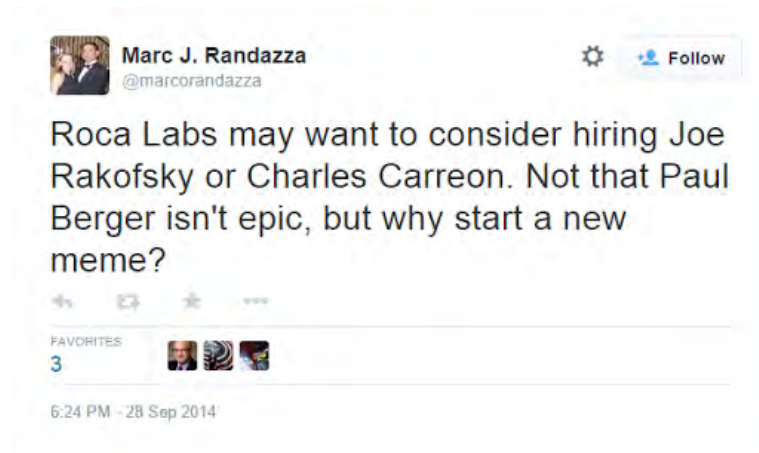 Marc J. Randazza
Follow
@marcorandazza
Roca Labs may want to consider hiring Joe
Rakofsky or Charles Carreon. Not that Paul
Berger isn't epic, but why start a new
meme?
FAVORITES
3
6:24 PM - 28 Sep 2014